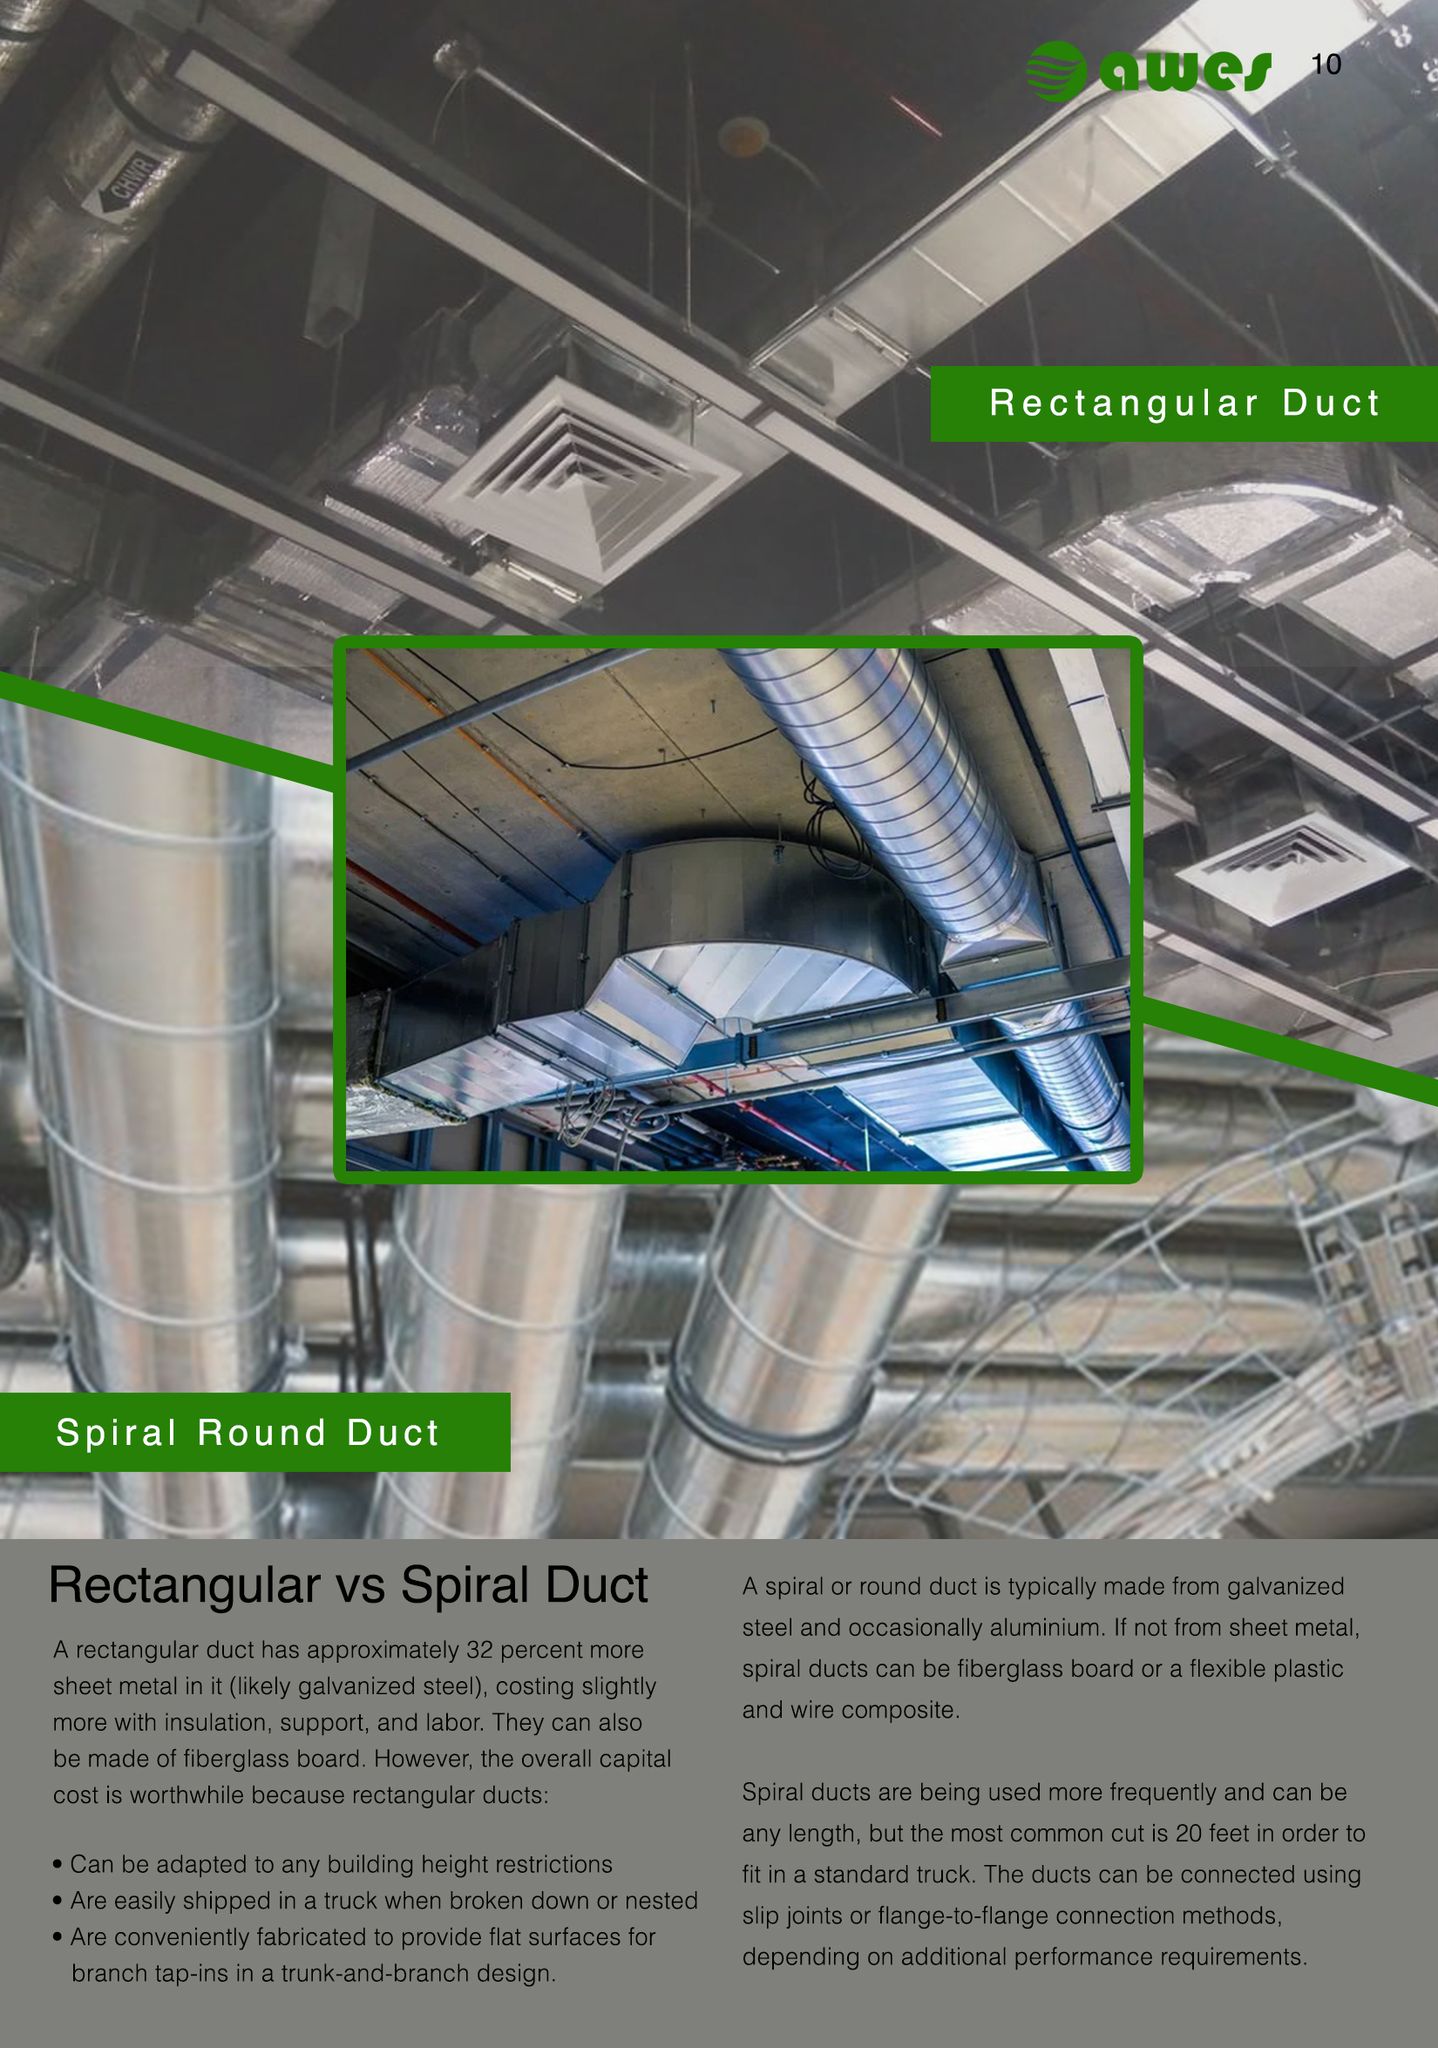 awes 10
CHWR
Rectangular Duct
Spiral Round Duct
Rectangular vs Spiral Duct
A rectangular duct has approximately 32 percent more
sheet metal in it (likely galvanized steel), costing slightly
more with insulation, support, and labor. They can also
be made of fiberglass board. However, the overall capital
cost is worthwhile because rectangular ducts:
• Can be adapted to any building height restrictions
• Are easily shipped in a truck when broken down or nested
• Are conveniently fabricated to provide flat surfaces for
branch tap-ins in a trunk-and-branch design.
A spiral or round duct is typically made from galvanized
steel and occasionally aluminium. If not from sheet metal,
spiral ducts can be fiberglass board or a flexible plastic
and wire composite.
Spiral ducts are being used more frequently and can be
any length, but the most common cut is 20 feet in order to
fit in a standard truck. The ducts can be connected using
slip joints or flange-to-flange connection methods,
depending on additional performance requirements.